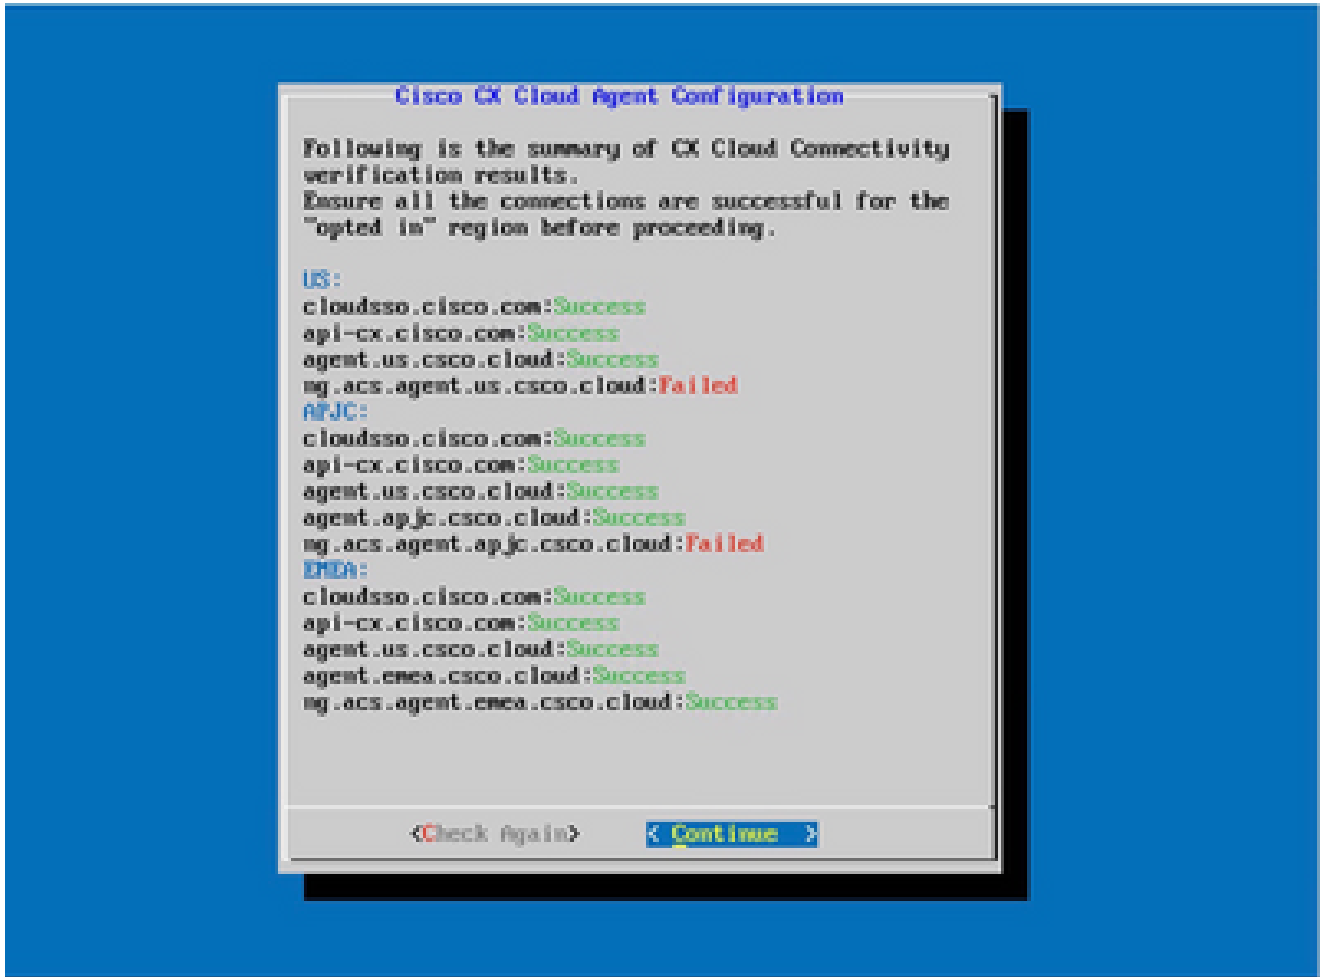 Cisco CX Cloud Agent Configuration
Following is the summary of CX Cloud Connectivity
verification results.
Ensure all the connections are successful for the
"opted in" region before proceeding.
US:
cloudsso.cisco.com:Success
api-cx.cisco.com:Success
agent.us.csco.cloud:Success
ng.acs.agent.us.csco.cloud:Failed
APJC:
cloudsso.cisco.com:Success
api-cx.cisco.com:Success
agent.us.csco.cloud:Success
agent.apjc.csco.cloud:Success
ng.acs.agent.apjc.csco.cloud:Failed
EMEA:
cloudsso.cisco.com:Success
api-cx.cisco.com:Success
agent.us.csco.cloud:Success
agent.emea.csco.cloud:Success
ng.acs.agent.emea.csco.cloud:Success
<Check Again> < Continue >